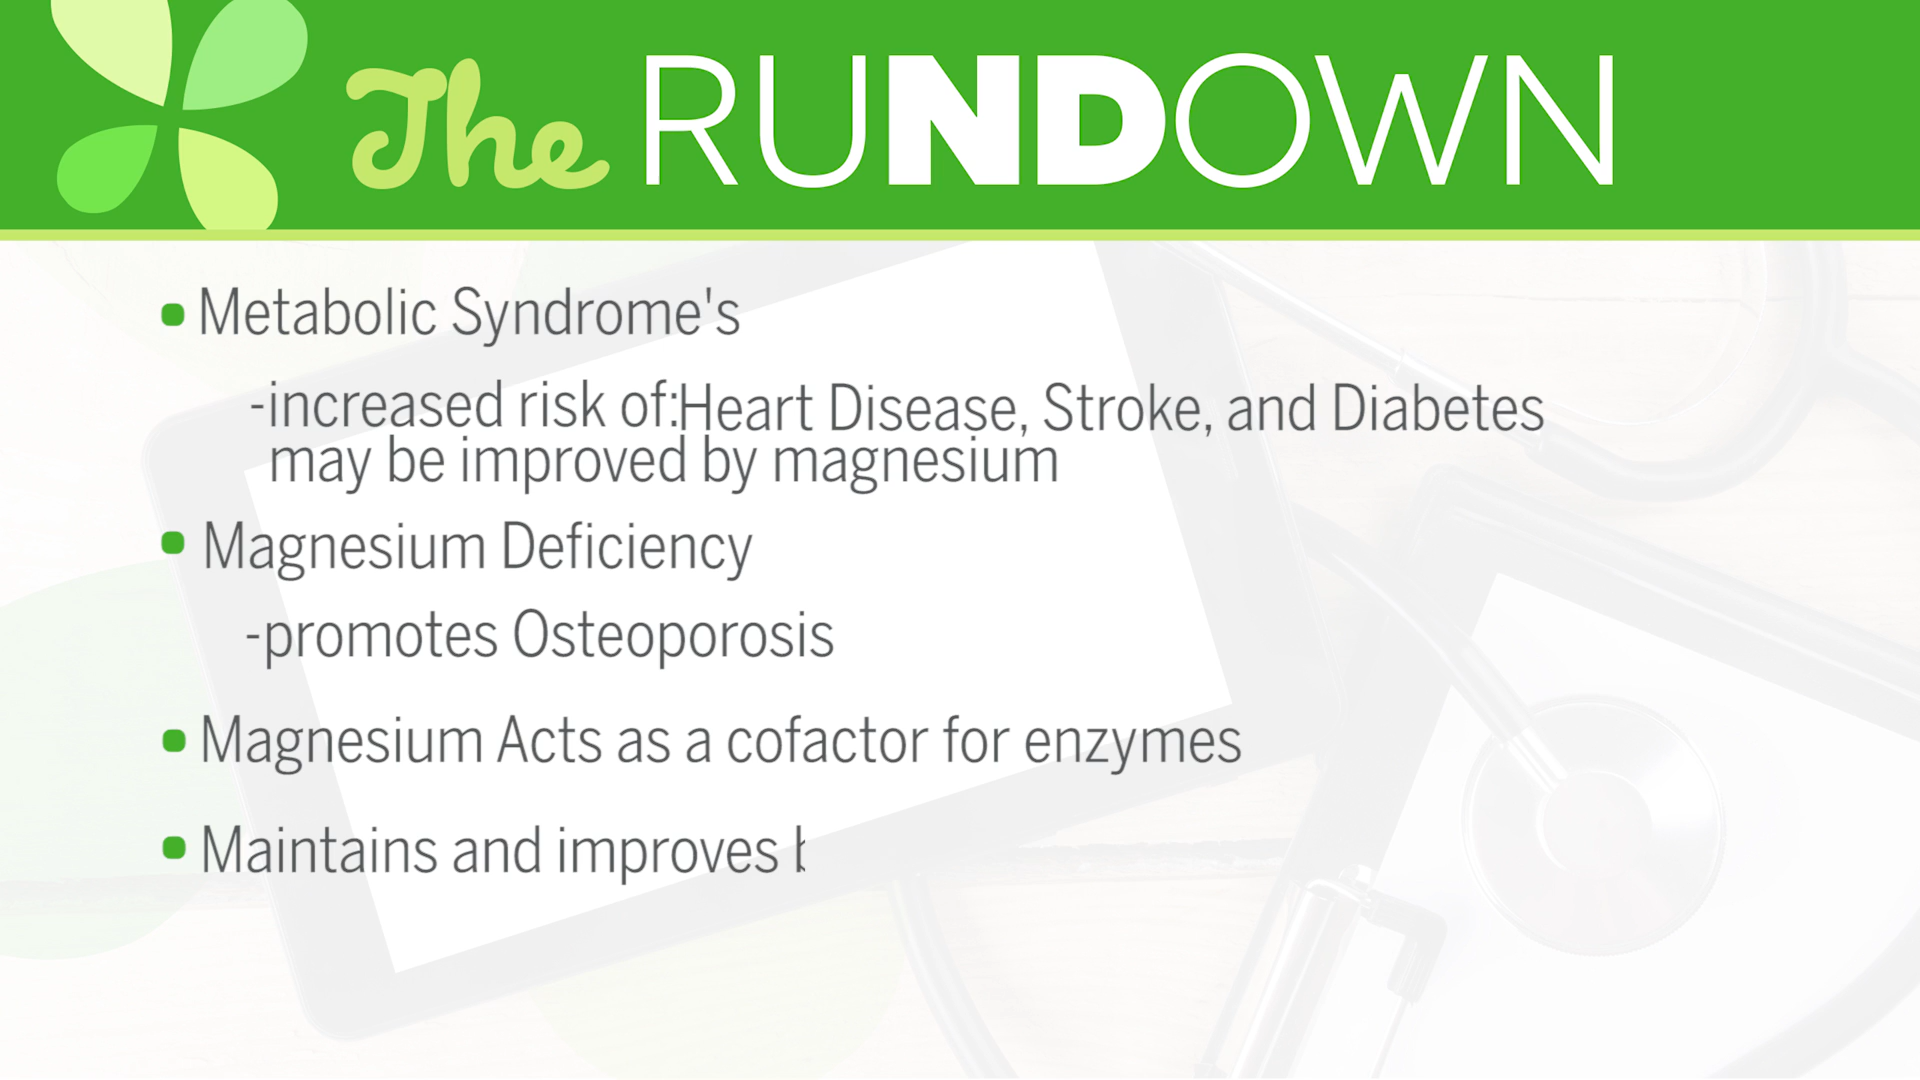 The RUNDOWN
• Metabolic Syndrome's
-increased risk of:Heart Disease, Stroke, and Diabetes
may be improved by magnesium
• Magnesium Deficiency
-promotes Osteoporosis
• Magnesium Acts as a cofactor for enzymes
• Maintains and improves